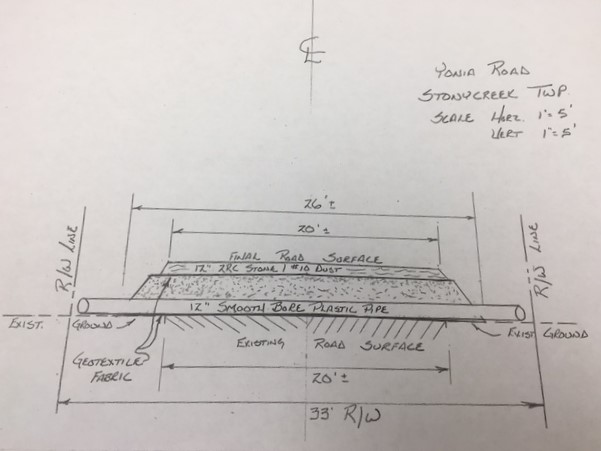 ℄
YONIA ROAD
STONYCREEK TWP.
SCALE HORZ. 1"=5'
VERT 1"=5'
26'±
20'±
FINAL ROAD SURFACE
12" 2RC STONE / #10 DUST
12" SMOOTH BORE PLASTIC PIPE
R/W LINE
R/W LINE
EXIST. GROUND
EXIST GROUND
EXISTING ROAD SURFACE
GEOTEXTILE
FABRIC
20'±
33' R/W